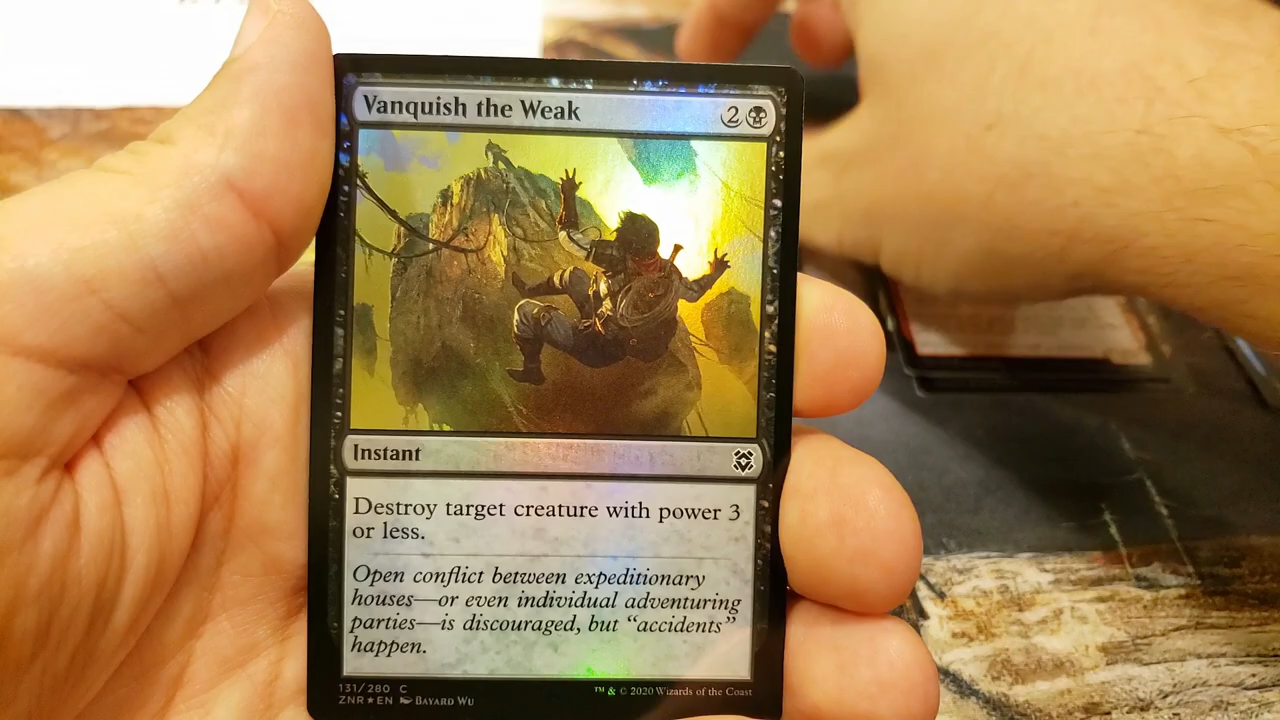 Vanquish the Weak 2
Instant
Destroy target creature with power 3
or less.
Open conflict between expeditionary
houses—or even individual adventuring
parties—is discouraged, but “accidents”
happen.
131/280 C
ZNR★EN Bayard Wu
™ & © 2020 Wizards of the Coast